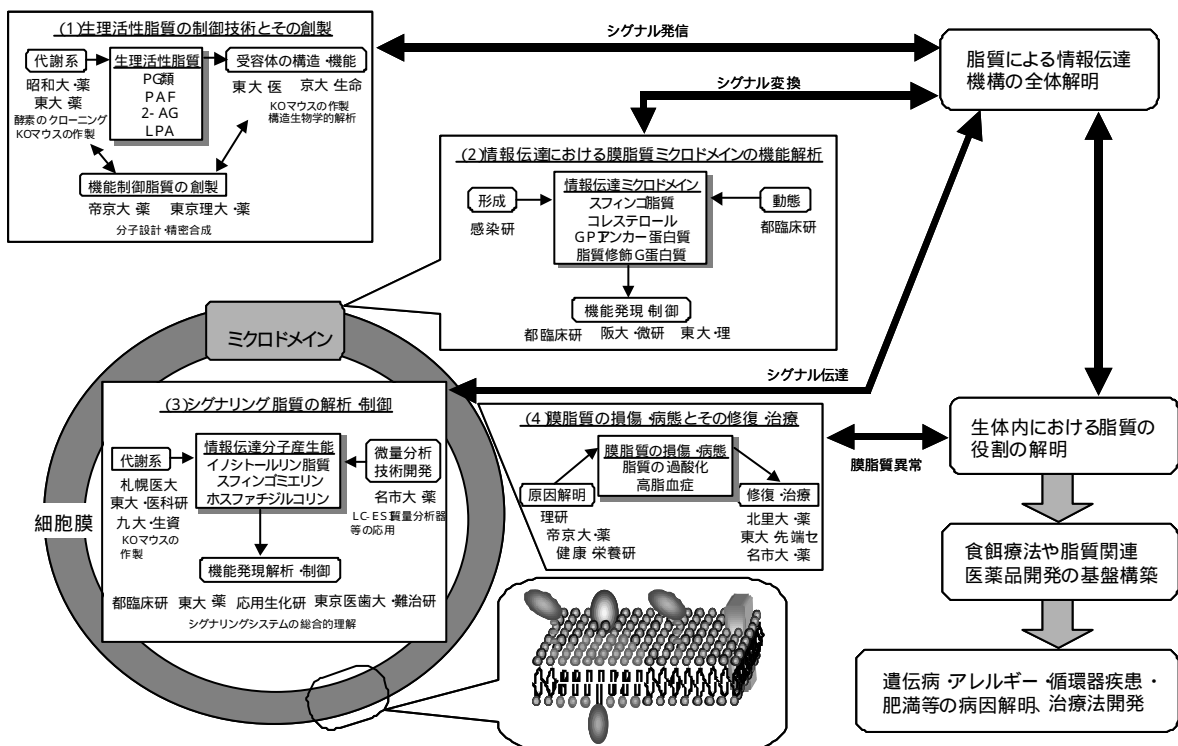 (1)生理活性脂質の制御技術とその創製
代謝系
昭和大・薬
東大・薬
酵素のクローニング
KOマウスの作製
生理活性脂質
PG類
PAF
2-AG
LPA
受容体の構造・機能
東大・医 京大・生命
KOマウスの作製
構造生物学的解析
機能制御脂質の創製
帝京大・薬 東京理大・薬
分子設計・精密合成
シグナル発信
シグナル変換
脂質による情報伝達
機構の全体解明
(2)情報伝達における膜脂質ミクロドメインの機能解析
形成
感染研
情報伝達ミクロドメイン
スフィンゴ脂質
コレステロール
GPIアンカー蛋白質
脂質修飾G蛋白質
動態
都臨床研
機能発現・制御
都臨床研 阪大・微研 東大・理
ミクロドメイン
シグナル伝達
(3)シグナリング脂質の解析・制御
代謝系
札幌医大
東大・医科研
九大・生資
KOマウスの
作製
情報伝達分子産生能
イノシトールリン脂質
スフィンゴミエリン
ホスファチジルコリン
微量分析
技術開発
名市大・薬
LC-ESI質量分析器
等の応用
機能発現解析・制御
都臨床研 東大・薬 応用生化研 東京医歯大・難治研
シグナリングシステムの総合的理解
細胞膜
(4)膜脂質の損傷・病態とその修復・治療
膜脂質の損傷・病態
脂質の過酸化
高脂血症
原因解明
理研
帝京大・薬
健康・栄養研
修復・治療
北里大・薬
東大・先端セ
名市大・薬
膜脂質異常
生体内における脂質の
役割の解明
食餌療法や脂質関連
医薬品開発の基盤構築
遺伝病・アレルギー・循環器疾患・
肥満等の病因解明、治療法開発